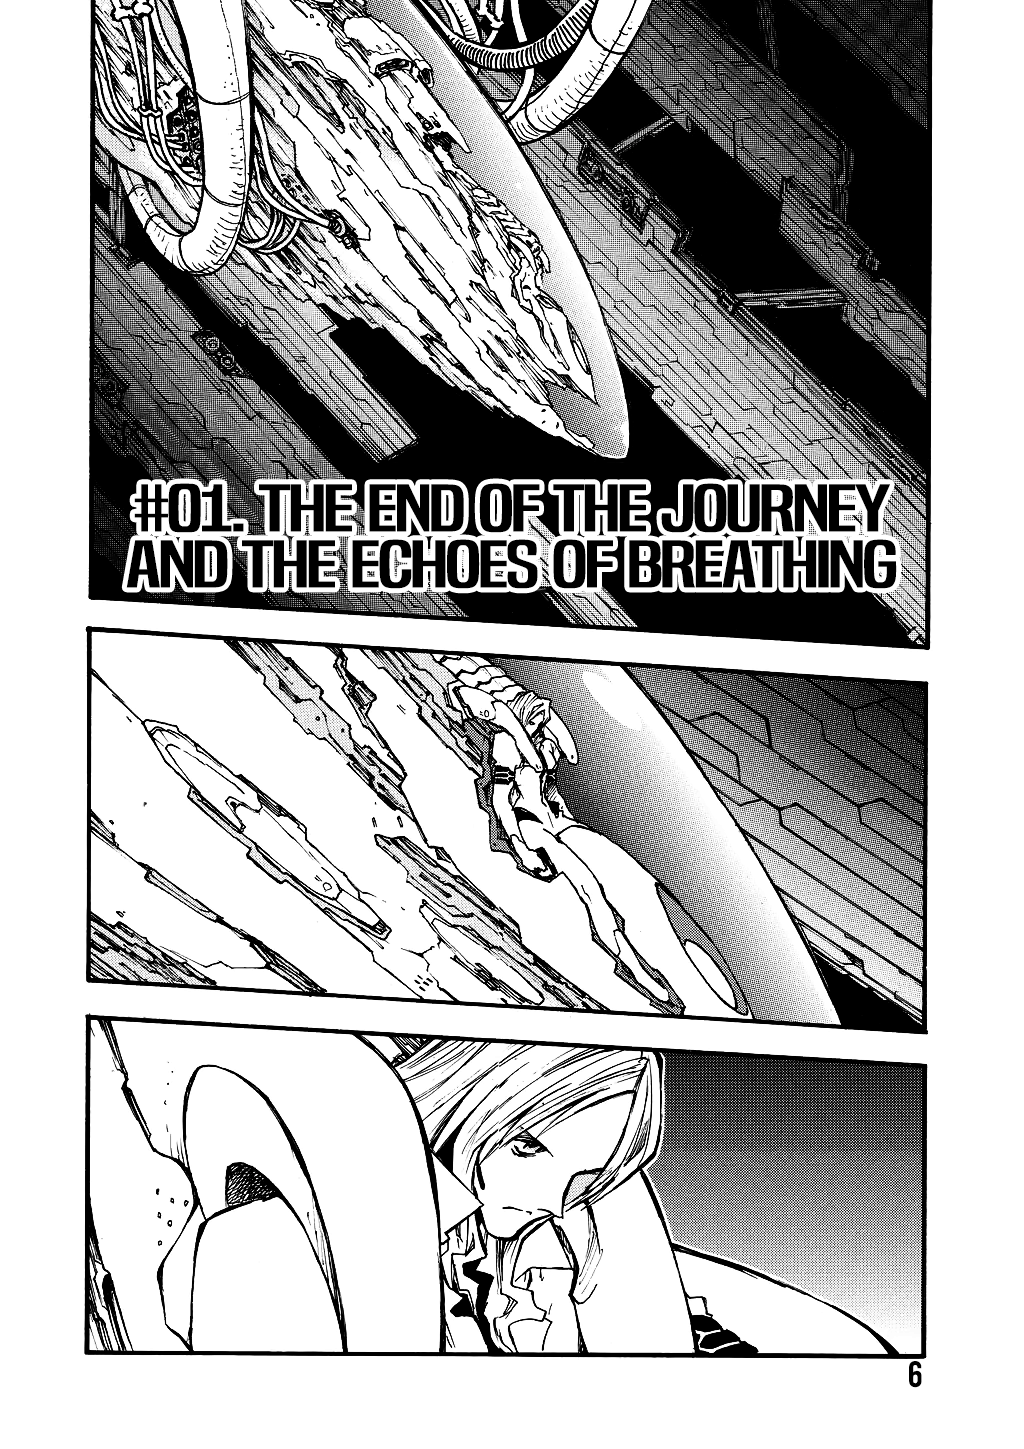 #01. THE END OF THE JOURNEY
AND THE ECHOES OF BREATHING
6